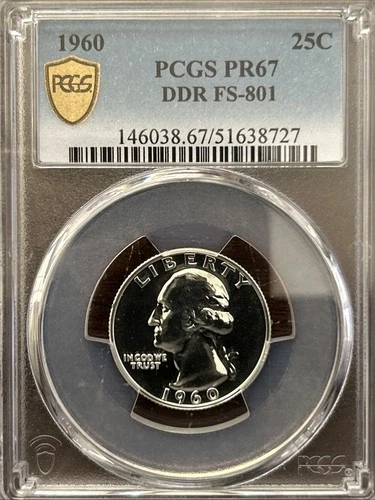 1960 25C
PCGS PCGS PR67
DDR FS-801
146038.67/51638727
LIBERTY
IN GOD WE
TRUST
1960
PCGS